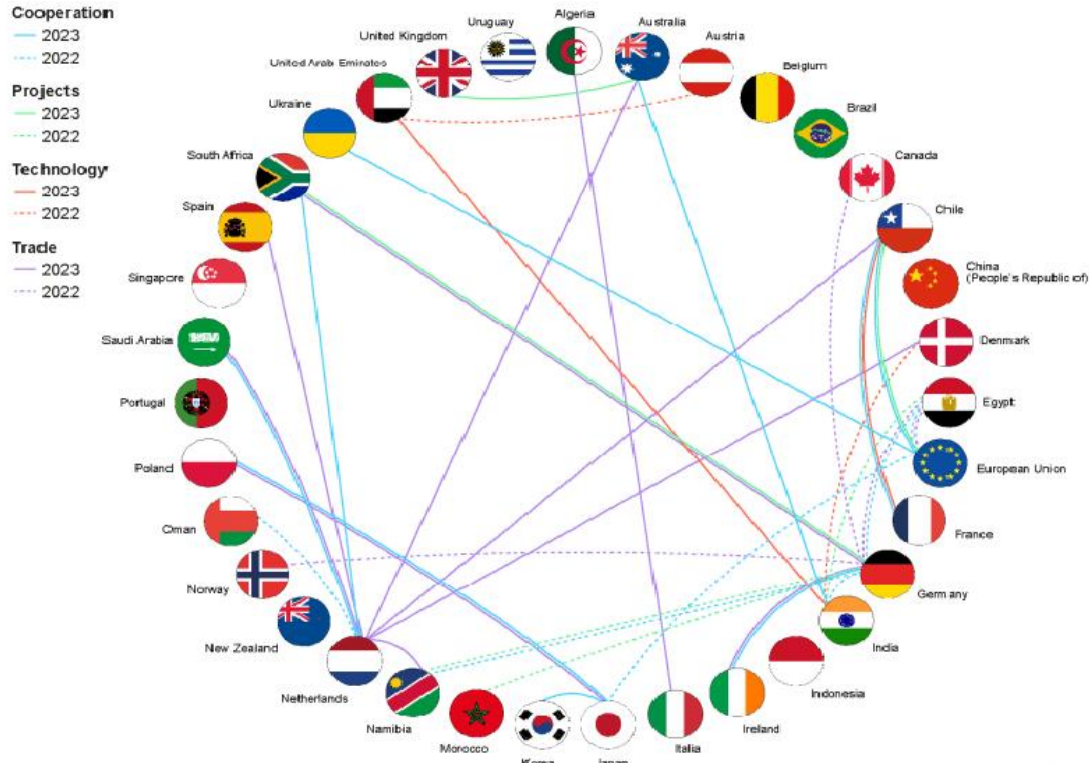 Cooperation
2023
2022
Projects
2023
2022
Technology
2023
2022
Trade
2023
2022
Algeria
Australia
Austria
Belgium
Brazil
Canada
Chile
China
(People's Republic of)
Denmark
Egypt
European Union
France
Germany
India
Indonesia
Ireland
Italia
Japan
Korea
Morocco
Namibia
Netherlands
New Zealand
Norway
Oman
Poland
Portugal
Saudi Arabia
Singapore
Spain
South Africa
Ukraine
United Arab Emirates
United Kingdom
Uruguay